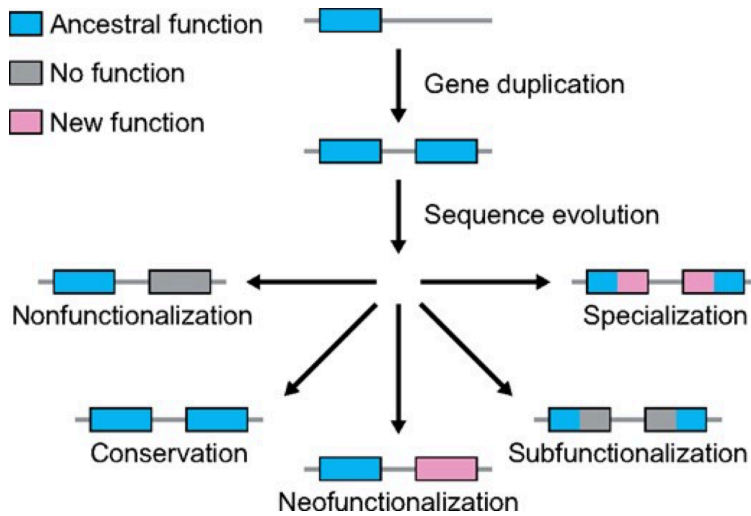 Ancestral function
No function
New function
Gene duplication
Sequence evolution
Nonfunctionalization
Specialization
Conservation
Subfunctionalization
Neofunctionalization